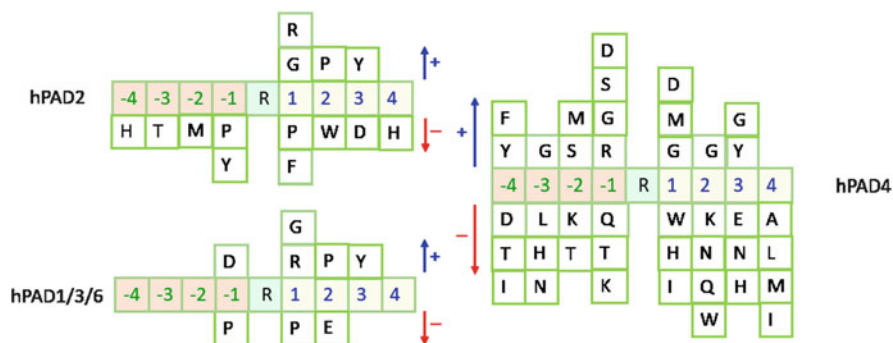 R
G P Y +
hPAD2 -4 -3 -2 -1 R 1 2 3 4
H T M P P W D H −
Y F
G
D R P Y +
hPAD1/3/6 -4 -3 -2 -1 R 1 2 3 4
P P E −
D
S D
F M G M G
+ Y G S R G G Y
-4 -3 -2 -1 R 1 2 3 4 hPAD4
D L K Q W K E A
− T H T T H N N L
I N K I Q H M
W I